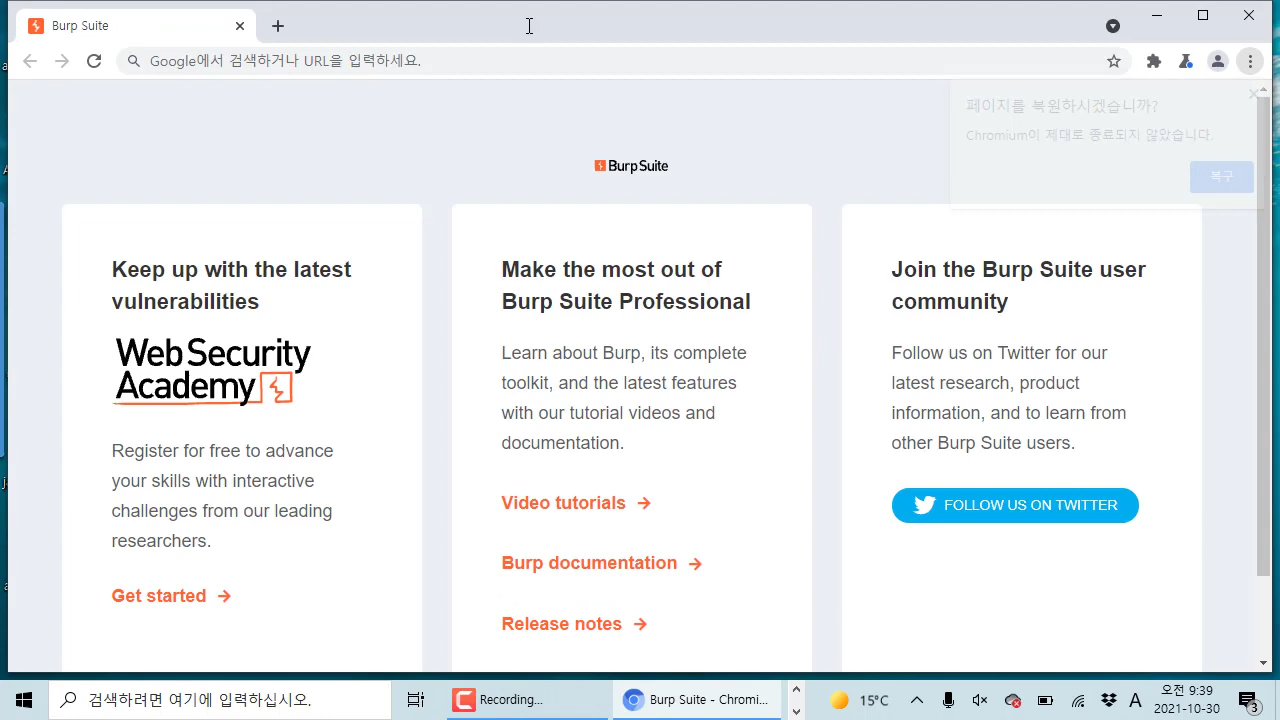 Burp Suite
Google에서 검색하거나 URL을 입력하세요.
페이지를 복원하시겠습니까?
Chromium이 제대로 종료되지 않았습니다.
복구
Burp Suite
Keep up with the latest
vulnerabilities
Web Security
Academy
Register for free to advance
your skills with interactive
challenges from our leading
researchers.
Get started
Make the most out of
Burp Suite Professional
Learn about Burp, its complete
toolkit, and the latest features
with our tutorial videos and
documentation.
Video tutorials
Burp documentation
Release notes
Join the Burp Suite user
community
Follow us on Twitter for our
latest research, product
information, and to learn from
other Burp Suite users.
FOLLOW US ON TWITTER
검색하려면 여기에 입력하십시오.
Recording...
Burp Suite - Chromi...
15°C
A
오전 9:39
2021-10-30
3